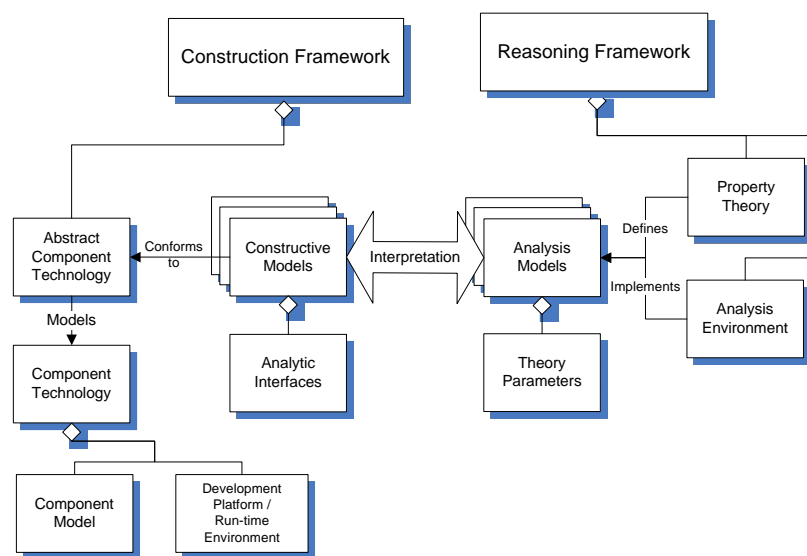 Construction Framework
Reasoning Framework
Property
Theory
Abstract
Component
Technology
Conforms
to
Constructive
Models
Interpretation
Analysis
Models
Defines
Implements
Analysis
Environment
Models
Component
Technology
Analytic
Interfaces
Theory
Parameters
Component
Model
Development
Platform /
Run-time
Environment